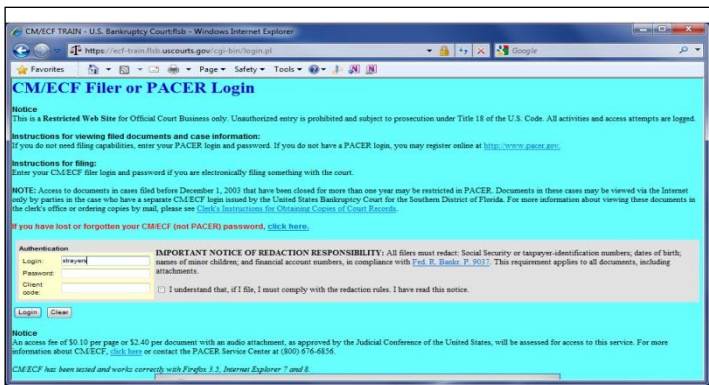 CM/ECF TRAIN - U.S. Bankruptcy Court:flsb - Windows Internet Explorer
https://ecf-train.flsb.uscourts.gov/cgi-bin/login.pl
Google
Favorites Page Safety Tools
CM/ECF Filer or PACER Login
Notice
This is a Restricted Web Site for Official Court Business only. Unauthorized entry is prohibited and subject to prosecution under Title 18 of the U.S. Code. All activities and access attempts are logged.
Instructions for viewing filed documents and case information:
If you do not need filing capabilities, enter your PACER login and password. If you do not have a PACER login, you may register online at http://www.pacer.gov.
Instructions for filing:
Enter your CM/ECF filer login and password if you are electronically filing something with the court.
NOTE: Access to documents in cases filed before December 1, 2003 that have been closed for more than one year may be restricted in PACER. Documents in these cases may be viewed via the Internet
only by parties in the case who have a separate CM/ECF login issued by the United States Bankruptcy Court for the Southern District of Florida. For more information about viewing these documents in
the clerk's office or ordering copies by mail, please see Clerk's Instructions for Obtaining Copies of Court Records.
If you have lost or forgotten your CM/ECF (not PACER) password, click here.
Authentication
Login: strayers
Password:
Client code:
IMPORTANT NOTICE OF REDACTION RESPONSIBILITY: All filers must redact: Social Security or taxpayer-identification numbers; dates of birth;
names of minor children; and financial account numbers, in compliance with Fed. R. Bankr. P. 9037. This requirement applies to all documents, including
attachments.
I understand that, if I file, I must comply with the redaction rules. I have read this notice.
Login Clear
Notice
An access fee of $0.10 per page or $2.40 per document with an audio attachment, as approved by the Judicial Conference of the United States, will be assessed for access to this service. For more
information about CM/ECF, click here or contact the PACER Service Center at (800) 676-6856.
CM/ECF has been tested and works correctly with Firefox 3.5, Internet Explorer 7 and 8.